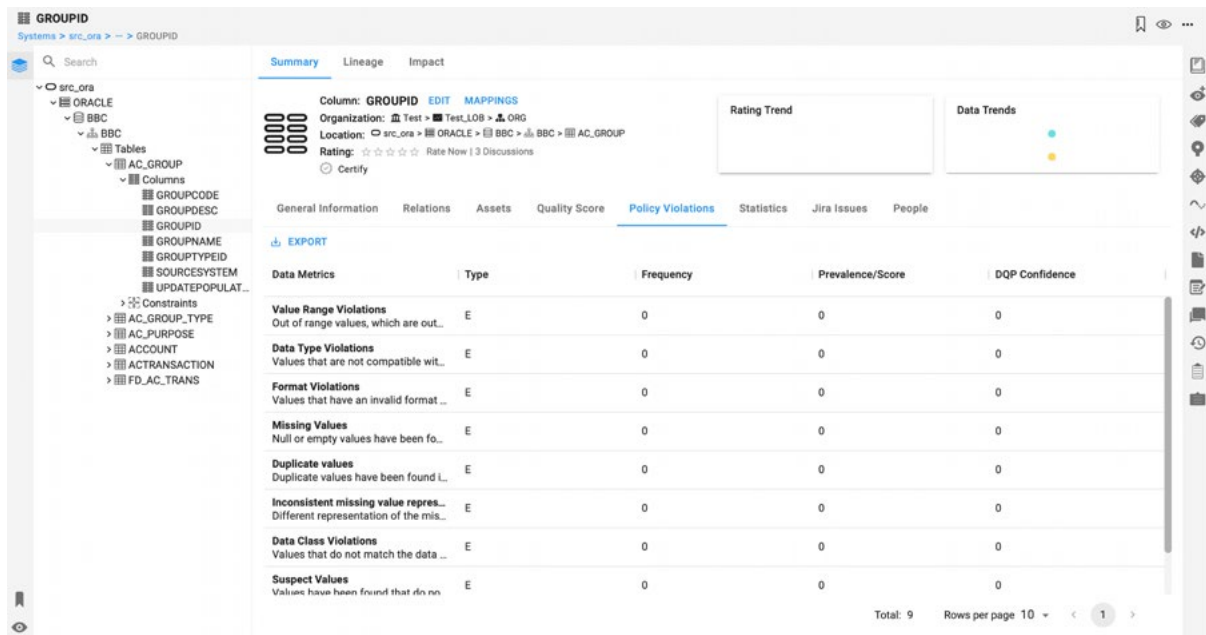 GROUPID
Systems > src_ora > ··· > GROUPID
Search
src_ora
ORACLE
BBC
BBC
Tables
AC_GROUP
Columns
GROUPCODE
GROUPDESC
GROUPID
GROUPNAME
GROUPTYPEID
SOURCESYSTEM
UPDATEPOPULAT...
Constraints
AC_GROUP_TYPE
AC_PURPOSE
ACCOUNT
ACTRANSACTION
FD_AC_TRANS
Summary Lineage Impact
Column: GROUPID EDIT MAPPINGS
Organization: Test > Test_LOB > ORG
Location: src_ora > ORACLE > BBC > BBC > AC_GROUP
Rating: Rate Now | 3 Discussions
Certify
Rating Trend
Data Trends
General Information Relations Assets Quality Score Policy Violations Statistics Jira Issues People
EXPORT
Data Metrics Type Frequency Prevalence/Score DQP Confidence
Value Range Violations
Out of range values, which are out... E 0 0 0
Data Type Violations
Values that are not compatible wit... E 0 0 0
Format Violations
Values that have an invalid format ... E 0 0 0
Missing Values
Null or empty values have been fo... E 0 0 0
Duplicate values
Duplicate values have been found i... E 0 0 0
Inconsistent missing value repres...
Different representation of the mis... E 0 0 0
Data Class Violations
Values that do not match the data ... E 0 0 0
Suspect Values
Values have been found that do no E 0 0 0
Total: 9 Rows per page 10 < 1 >